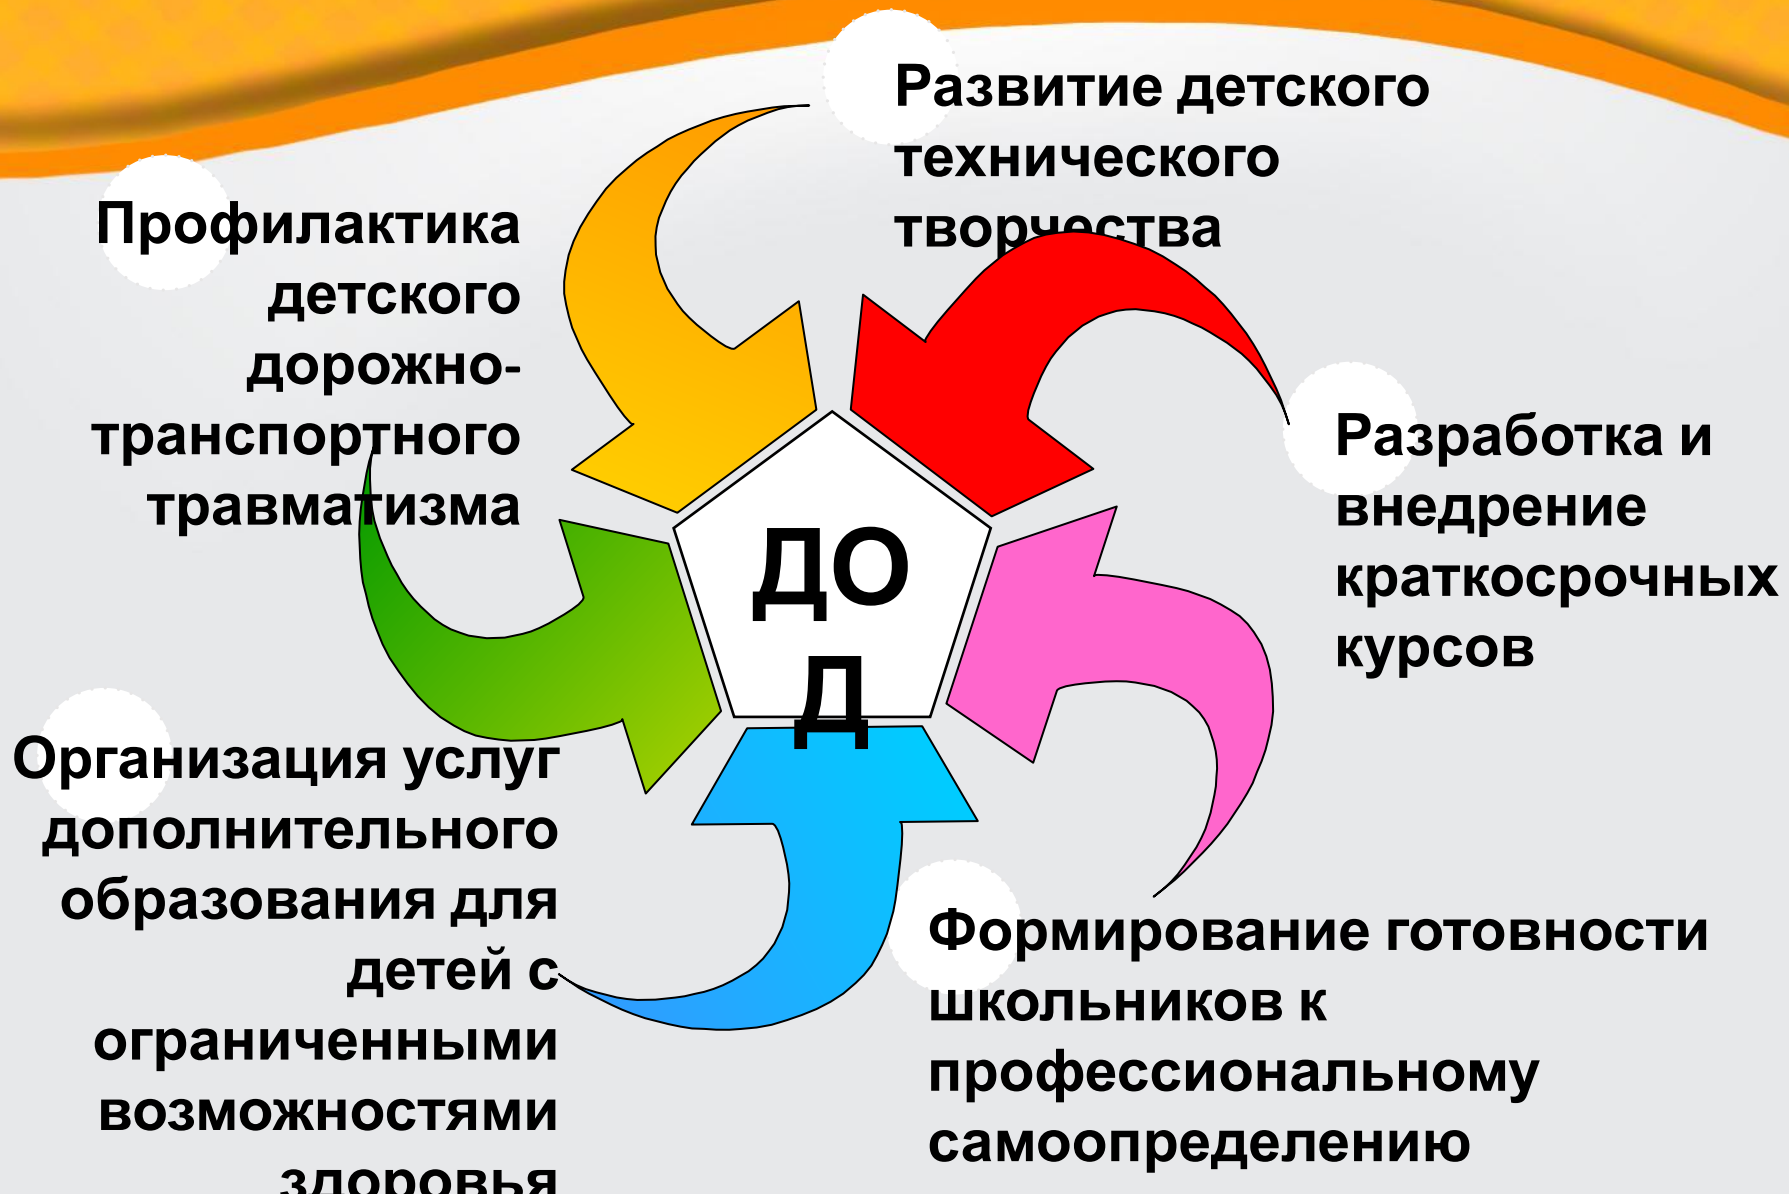 Развитие детского
технического
творчества
Профилактика
детского
дорожно-
транспортного
травматизма
Разработка и
внедрение
краткосрочных
курсов
ДО
Д
Организация услуг
дополнительного
образования для
детей с
ограниченными
возможностями
здоровья
Формирование готовности
школьников к
профессиональному
самоопределению